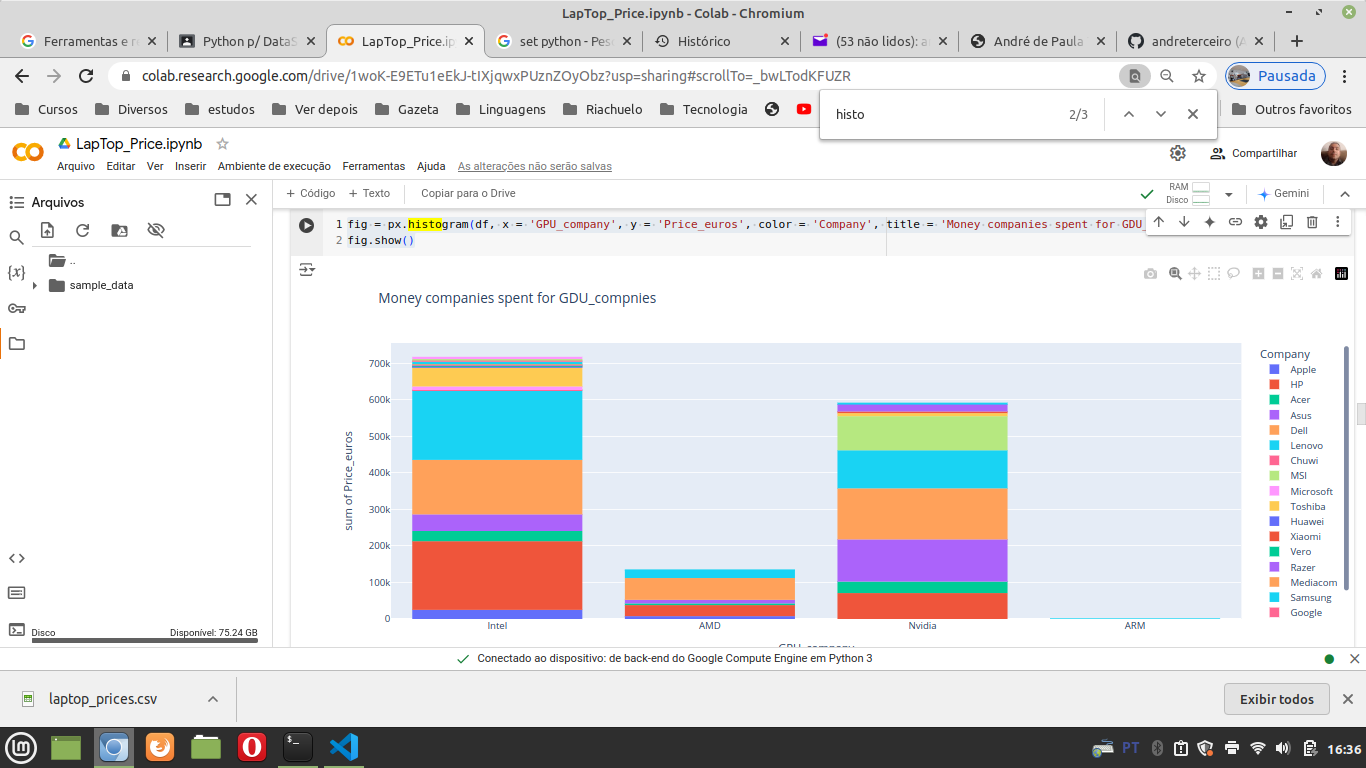 LapTop_Price.ipynb - Colab - Chromium
Ferramentas e r
Python p/ DataS
LapTop_Price.ip
set python - Pes
Histórico
(53 não lidos): a
André de Paula
andreterceiro (A
colab.research.google.com/drive/1woK-E9ETu1eEkJ-tIXjqwxPUznZOyObz?usp=sharing#scrollTo=_bwLTodKFUZR
Pausada
Cursos Diversos estudos Ver depois Gazeta Linguagens Riachuelo Tecnologia Outros favoritos
histo 2/3
LapTop_Price.ipynb
Arquivo Editar Ver Inserir Ambiente de execução Ferramentas Ajuda As alterações não serão salvas
Compartilhar
Arquivos
+ Código + Texto Copiar para o Drive
RAM
Disco
Gemini
..
sample_data
1 fig = px.histogram(df, x = 'GPU_company', y = 'Price_euros', color = 'Company', title = 'Money companies spent for GDU_
2 fig.show()
Money companies spent for GDU_compnies
sum of Price_euros
700k
600k
500k
400k
300k
200k
100k
0
Intel AMD Nvidia ARM
GPU_company
Company
Apple
HP
Acer
Asus
Dell
Lenovo
Chuwi
MSI
Microsoft
Toshiba
Huawei
Xiaomi
Vero
Razer
Mediacom
Samsung
Google
Disco Disponível: 75.24 GB
Conectado ao dispositivo: de back-end do Google Compute Engine em Python 3
laptop_prices.csv
Exibir todos
PT
16:36